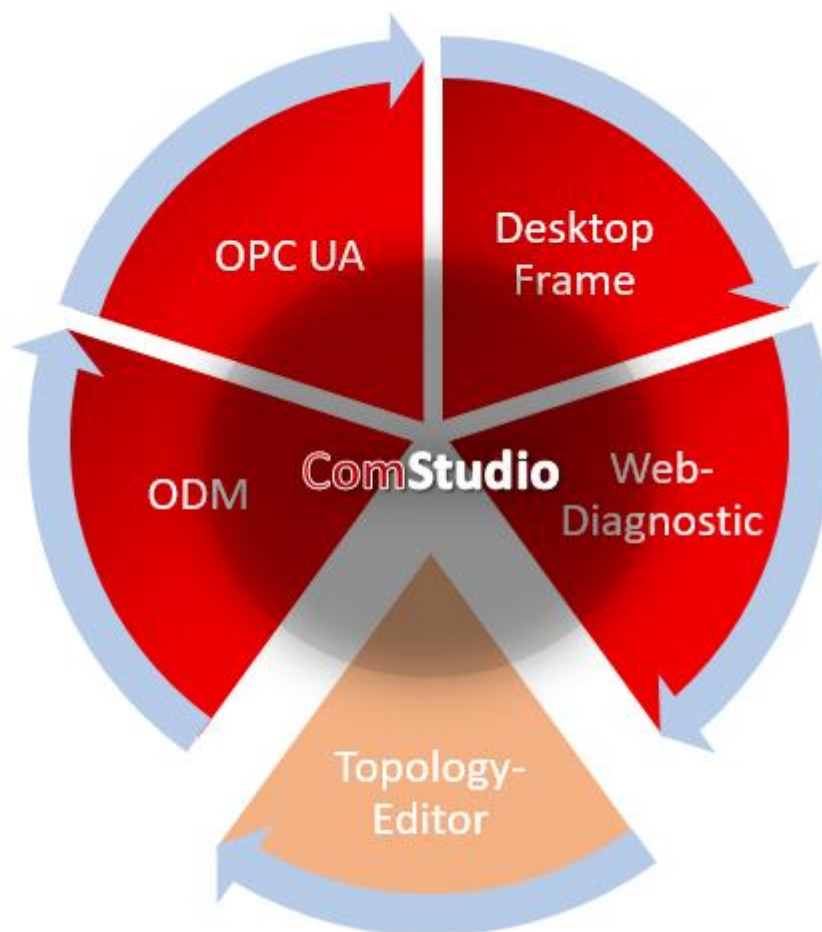 OPC UA
Desktop
Frame
ComStudio
ODM
Web-
Diagnostic
Topology-
Editor